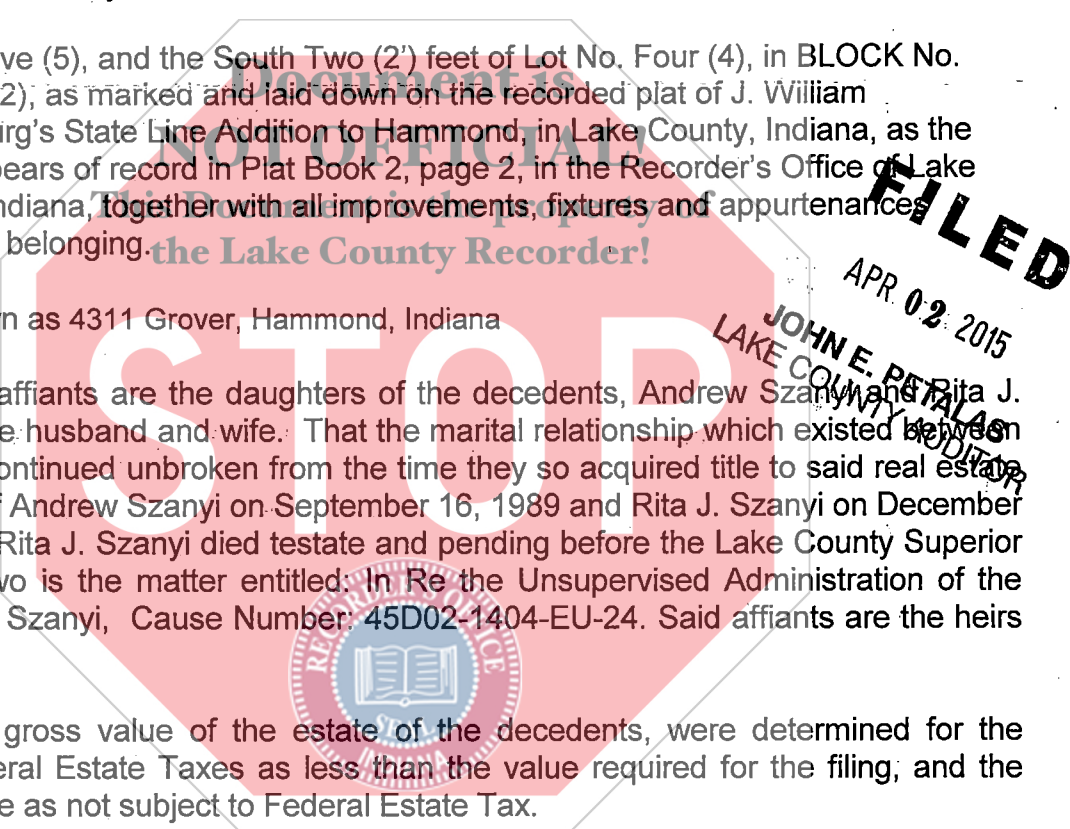 ve (5), and the South Two (2') feet of Lot No. Four (4), in BLOCK No.
2), as marked and laid down on the recorded plat of J. William
rg's State Line Addition to Hammond, in Lake County, Indiana, as the
ears of record in Plat Book 2, page 2, in the Recorder's Office of Lake
ndiana, together with all improvements, fixtures and appurtenances
belonging.
Document is
NOT OFFICIAL!
This Document is the property of
the Lake County Recorder!
FILED
APR 02 2015
JOHN E. PETALAS
LAKE COUNTY AUDITOR
n as 4311 Grover, Hammond, Indiana
STOP
affiants are the daughters of the decedents, Andrew Szanyi and Rita J.
e husband and wife. That the marital relationship which existed between
ontinued unbroken from the time they so acquired title to said real estate
f Andrew Szanyi on September 16, 1989 and Rita J. Szanyi on December
Rita J. Szanyi died testate and pending before the Lake County Superior
vo is the matter entitled: In Re the Unsupervised Administration of the
Szanyi, Cause Number: 45D02-1404-EU-24. Said affiants are the heirs
RECORDER'S OFFICE
SEAL
INDIANA
gross value of the estate of the decedents, were determined for the
eral Estate Taxes as less than the value required for the filing, and the
e as not subject to Federal Estate Tax.